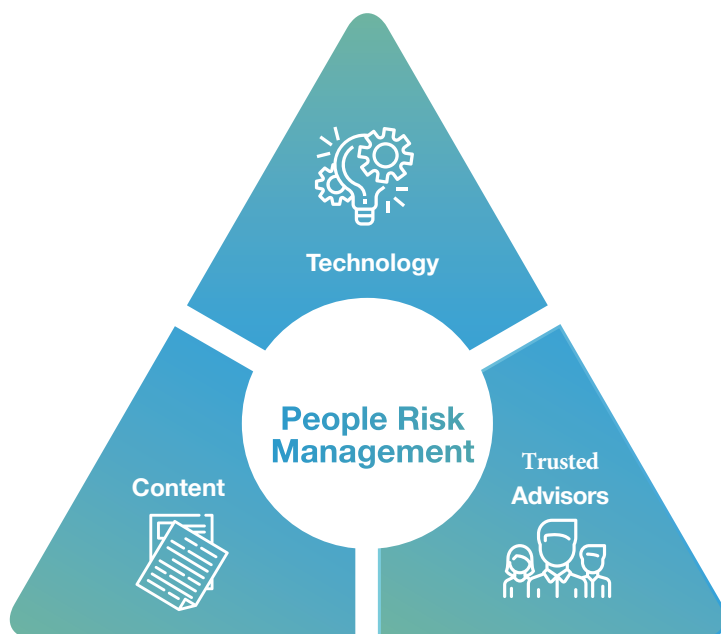 Technology
People Risk
Management
Content
Trusted
Advisors